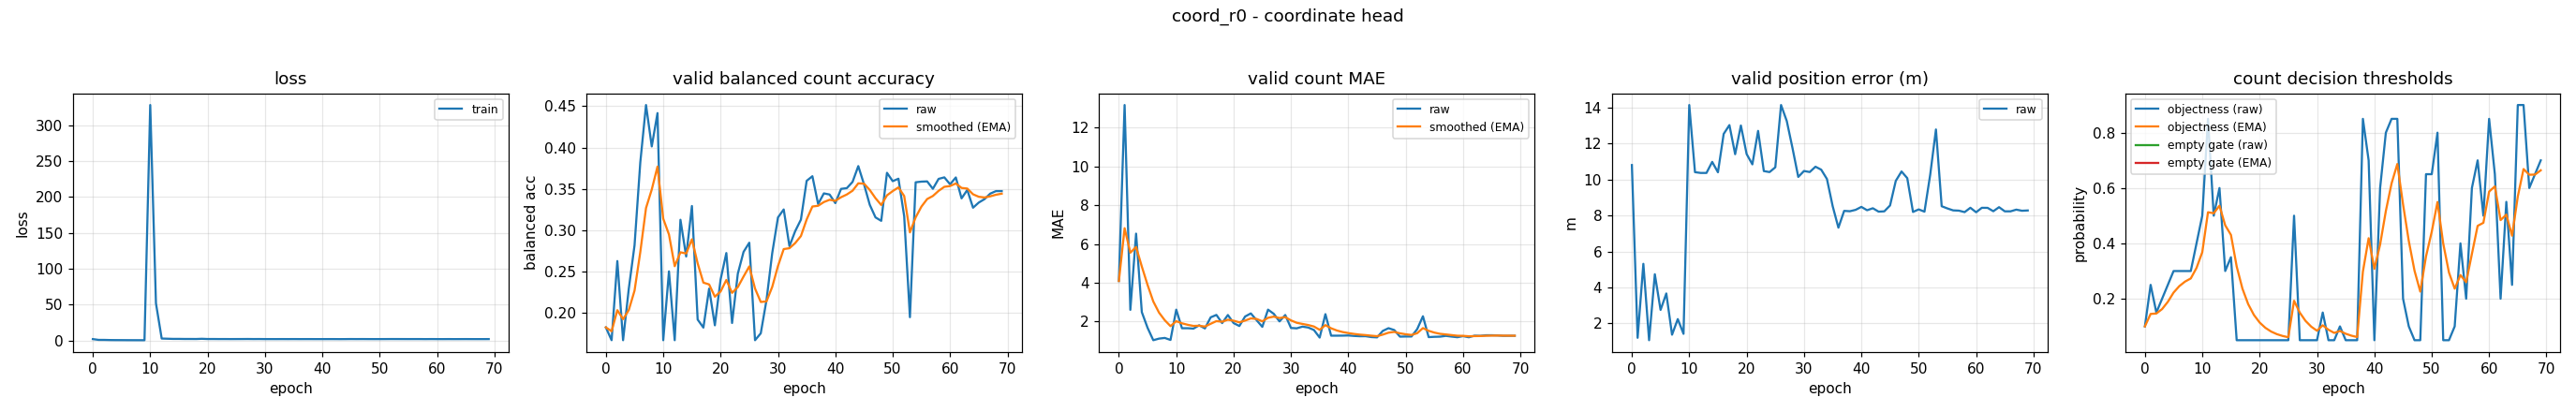 coord_r0 - coordinate head
loss
loss
300
250
200
150
100
50
0
train
0 10 20 30 40 50 60 70
epoch
valid balanced count accuracy
balanced acc
0.45
0.40
0.35
0.30
0.25
0.20
raw
smoothed (EMA)
0 10 20 30 40 50 60 70
epoch
valid count MAE
MAE
12
10
8
6
4
2
raw
smoothed (EMA)
0 10 20 30 40 50 60 70
epoch
valid position error (m)
m
14
12
10
8
6
4
2
raw
0 10 20 30 40 50 60 70
epoch
count decision thresholds
probability
0.8
0.6
0.4
0.2
objectness (raw)
objectness (EMA)
empty gate (raw)
empty gate (EMA)
0 10 20 30 40 50 60 70
epoch